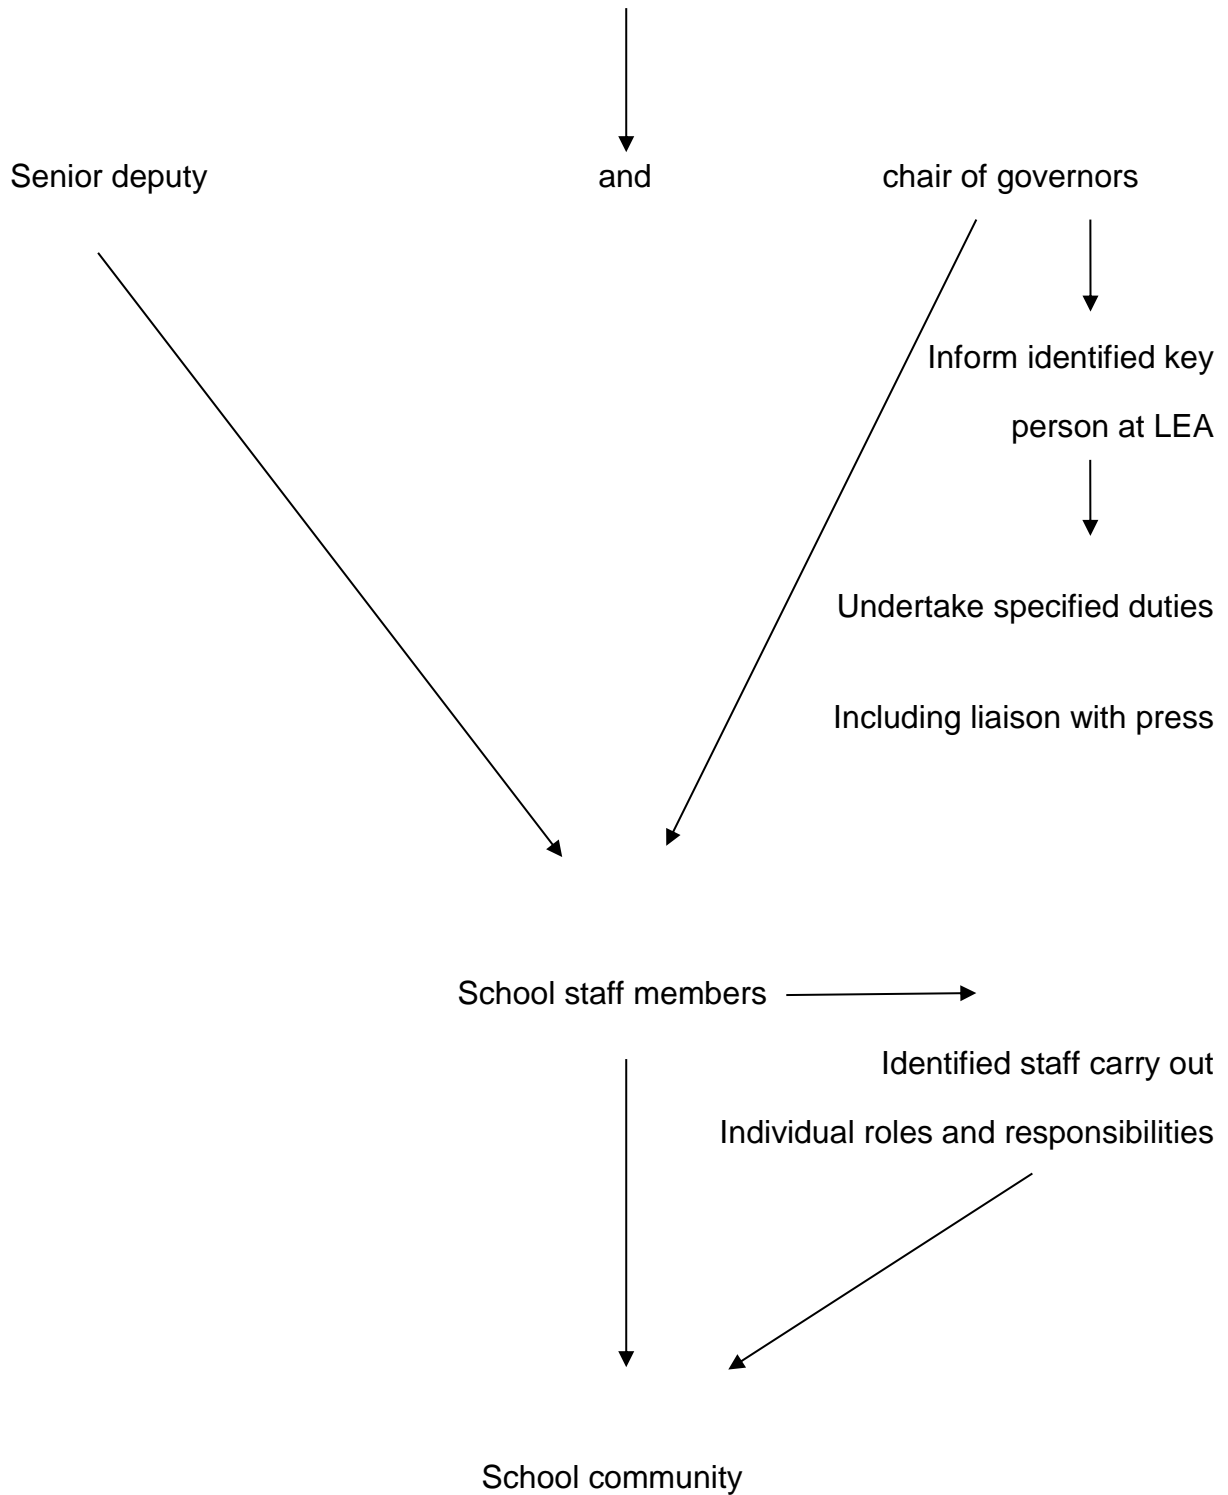 Senior deputy and chair of governors
Inform identified key
person at LEA
Undertake specified duties
Including liaison with press
School staff members
Identified staff carry out
Individual roles and responsibilities
School community